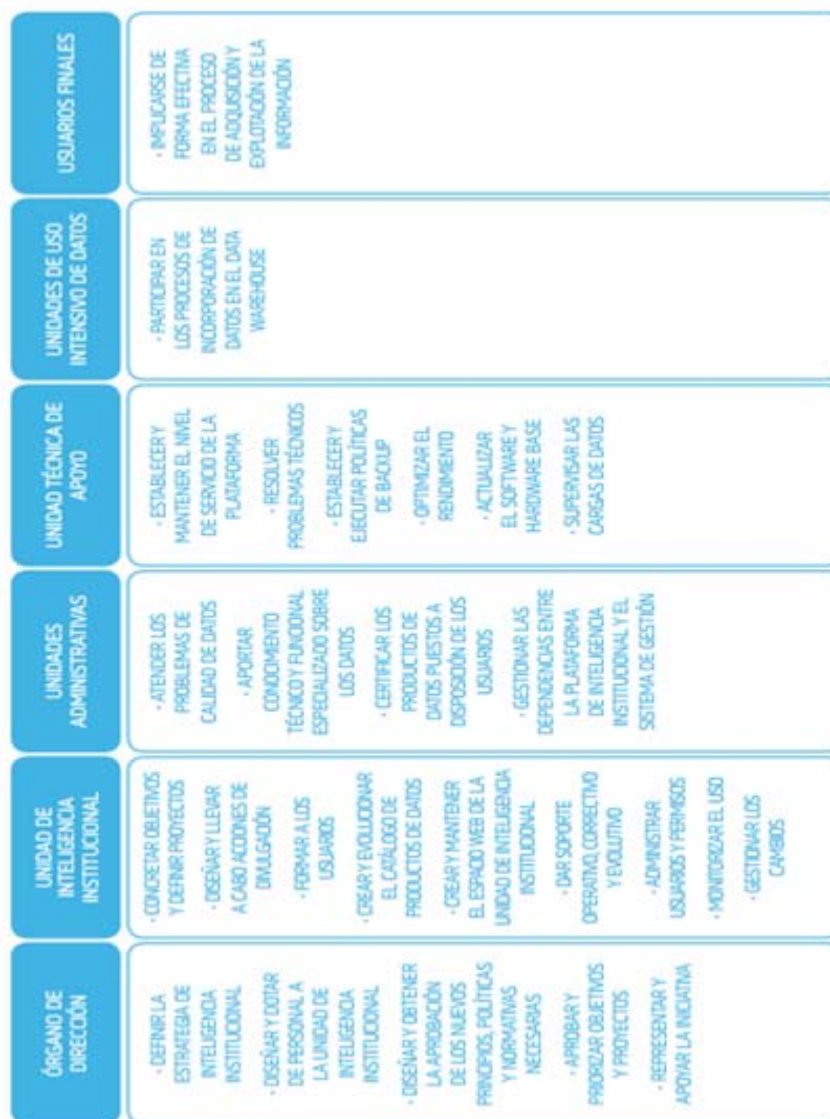 ÓRGANO DE
DIRECCIÓN
· DEFINIR LA
ESTRATEGIA DE
INTELIGENCIA
INSTITUCIONAL
· DISEÑAR Y DOTAR
DE PERSONAL A
LA UNIDAD DE
INTELIGENCIA
INSTITUCIONAL
· DISEÑAR Y OBTENER
LA APROBACIÓN
DE LOS NUEVOS
PRINCIPIOS, POLÍTICAS
Y NORMATIVAS
NECESARIAS
· APROBAR Y
PRIORIZAR OBJETIVOS
Y PROYECTOS
· REPRESENTAR Y
APOYAR LA INICIATIVA
UNIDAD DE
INTELIGENCIA
INSTITUCIONAL
· CONCRETAR OBJETIVOS
Y DEFINIR PROYECTOS
· DISEÑAR Y LLEVAR
A CABO ACCIONES DE
DIVULGACIÓN
· FORMAR A LOS
USUARIOS
· CREAR Y EVOLUCIONAR
EL CATÁLOGO DE
PRODUCTOS DE DATOS
· CREAR Y MANTENER
EL ESPACIO WEB DE LA
UNIDAD DE INTELIGENCIA
INSTITUCIONAL
· DAR SOPORTE
OPERATIVO, CORRECTIVO
Y EVOLUTIVO
· ADMINISTRAR
USUARIOS Y PERMISOS
· MONITORIZAR EL USO
· GESTIONAR LOS
CAMBIOS
UNIDADES
ADMINISTRATIVAS
· ATENDER LOS
PROBLEMAS DE
CALIDAD DE DATOS
· APORTAR
CONOCIMIENTO
TÉCNICO Y FUNCIONAL
ESPECIALIZADO SOBRE
LOS DATOS
· CERTIFICAR LOS
PRODUCTOS DE
DATOS PUESTOS A
DISPOSICIÓN DE LOS
USUARIOS
· GESTIONAR LAS
DEPENDENCIAS ENTRE
LA PLATAFORMA
DE INTELIGENCIA
INSTITUCIONAL Y EL
SISTEMA DE GESTIÓN
UNIDAD TÉCNICA DE
APOYO
· ESTABLECER Y
MANTENER EL NIVEL
DE SERVICIO DE LA
PLATAFORMA
· RESOLVER
PROBLEMAS TÉCNICOS
· ESTABLECER Y
EJECUTAR POLÍTICAS
DE BACKUP
· OPTIMIZAR EL
RENDIMIENTO
· ACTUALIZAR
EL SOFTWARE Y
HARDWARE BASE
· SUPERVISAR LAS
CARGAS DE DATOS
UNIDADES DE USO
INTENSIVO DE DATOS
· PARTICIPAR EN
LOS PROCESOS DE
INCORPORACIÓN DE
DATOS EN EL DATA
WAREHOUSE
USUARIOS FINALES
· IMPLICARSE DE
FORMA EFECTIVA
EN EL PROCESO
DE ADQUISICIÓN Y
EXPLOTACIÓN DE LA
INFORMACIÓN